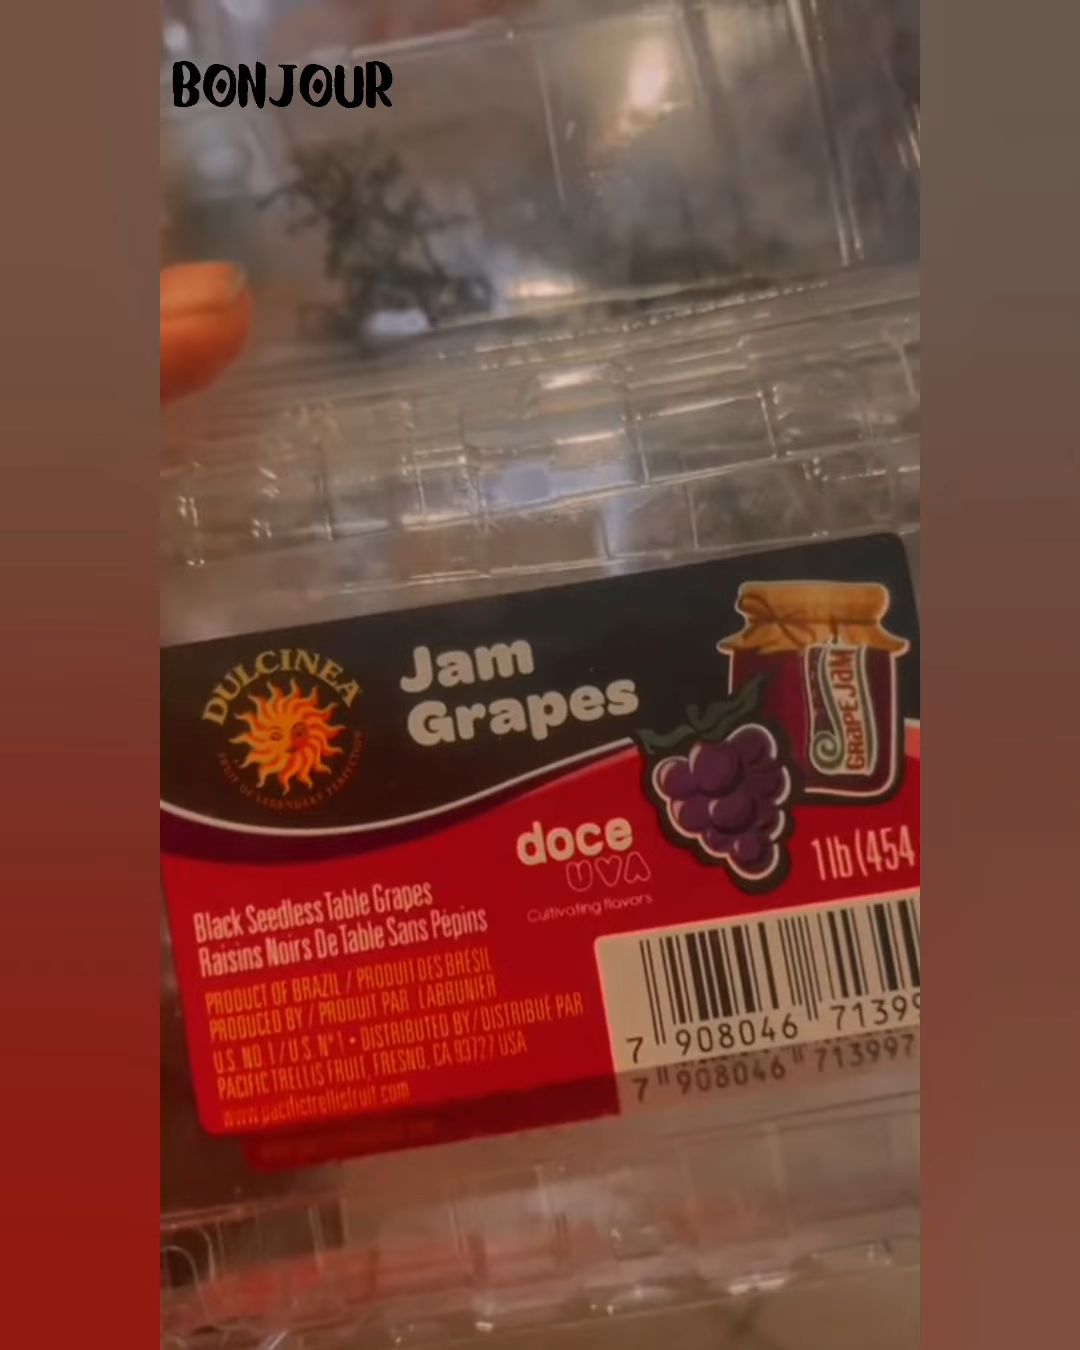 BONJOUR
DULCINEA
FRUIT OF LEGENDARY PERFECTION
Jam
Grapes
GRAPE JAM
doce
UVA
Cultivating flavors
1 lb (454
Black Seedless Table Grapes
Raisins Noirs De Table Sans Pépins
PRODUCT OF BRAZIL / PRODUIT DES BRÉSIL
PRODUCED BY / PRODUIT PAR LABRUNIER
U.S. NO. 1 / U.S. N° 1 • DISTRIBUTED BY / DISTRIBUÉ PAR
PACIFIC TRELLIS FRUIT, FRESNO, CA 93727 USA
www.pacifictrellisfruit.com
7 908046 71399
7 908046 713997